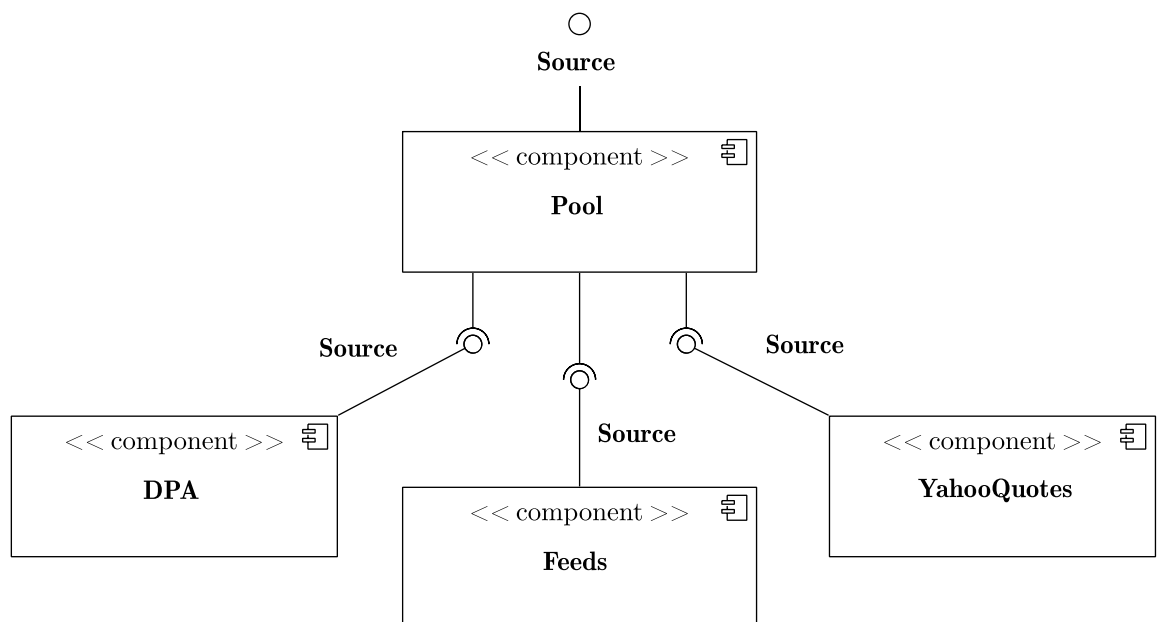 Source
<< component >>
Pool
Source
Source
Source
<< component >>
DPA
<< component >>
YahooQuotes
<< component >>
Feeds